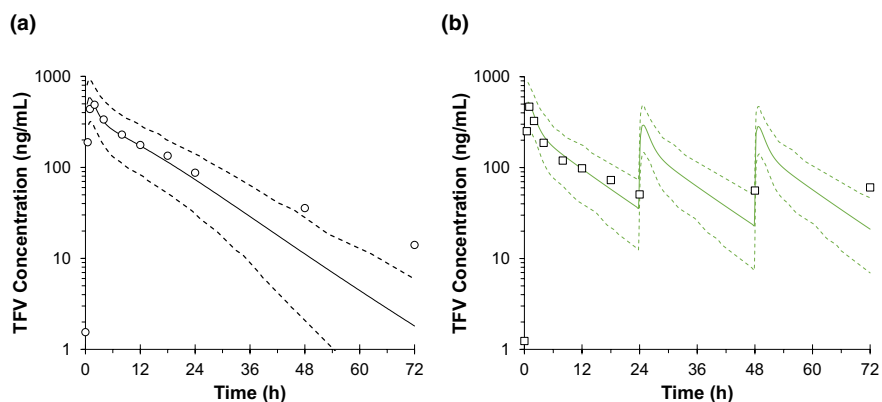 (a)
(b)
TFV Concentration (ng/mL)
1000
100
10
1
0 12 24 36 48 60 72
Time (h)
TFV Concentration (ng/mL)
1000
100
10
1
0 12 24 36 48 60 72
Time (h)